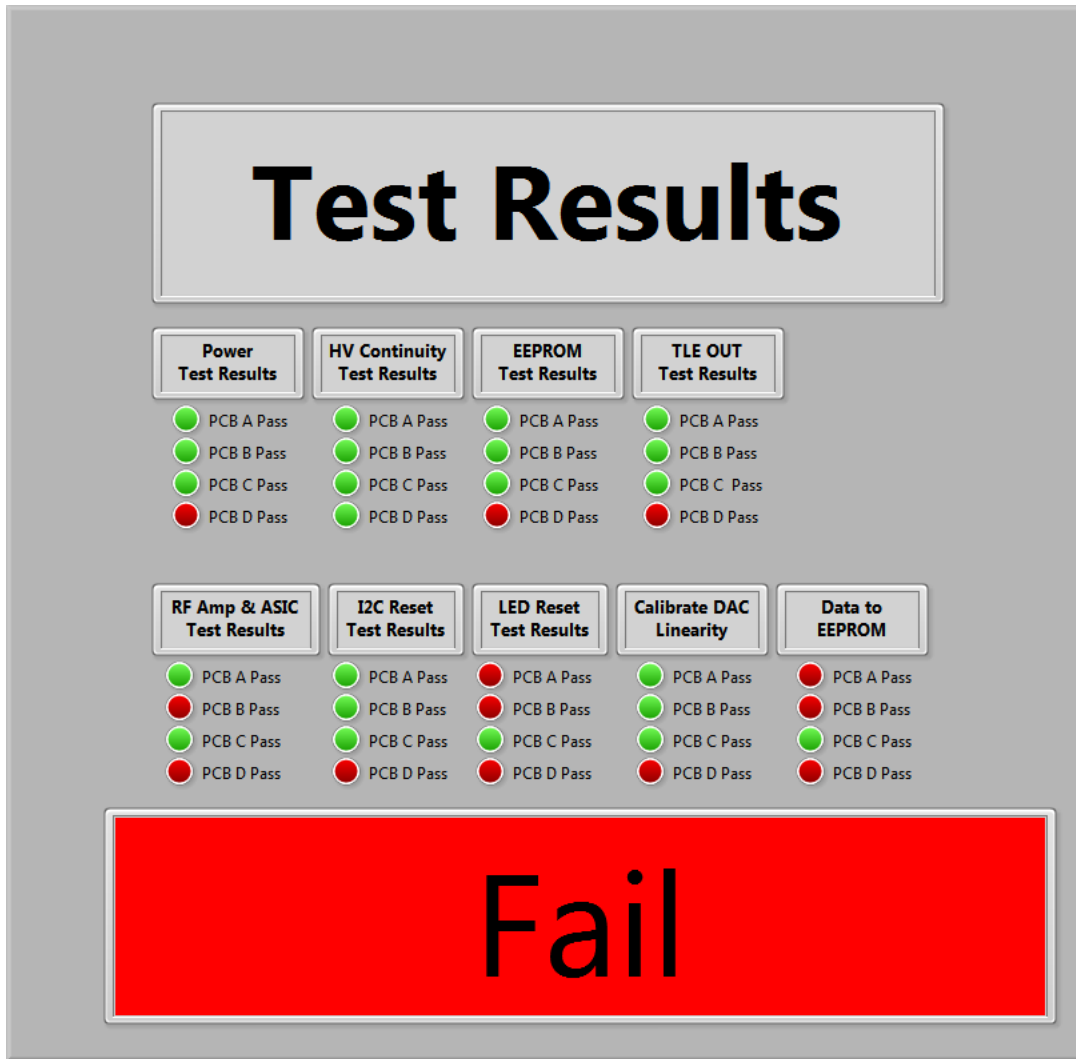 Test Results
Power
Test Results
PCB A Pass
PCB B Pass
PCB C Pass
PCB D Pass
HV Continuity
Test Results
PCB A Pass
PCB B Pass
PCB C Pass
PCB D Pass
EEPROM
Test Results
PCB A Pass
PCB B Pass
PCB C Pass
PCB D Pass
TLE OUT
Test Results
PCB A Pass
PCB B Pass
PCB C  Pass
PCB D Pass
RF Amp & ASIC
Test Results
PCB A Pass
PCB B Pass
PCB C Pass
PCB D Pass
I2C Reset
Test Results
PCB A Pass
PCB B Pass
PCB C Pass
PCB D Pass
LED Reset
Test Results
PCB A Pass
PCB B Pass
PCB C Pass
PCB D Pass
Calibrate DAC
Linearity
PCB A Pass
PCB B Pass
PCB C Pass
PCB D Pass
Data to
EEPROM
PCB A Pass
PCB B Pass
PCB C Pass
PCB D Pass
Fail